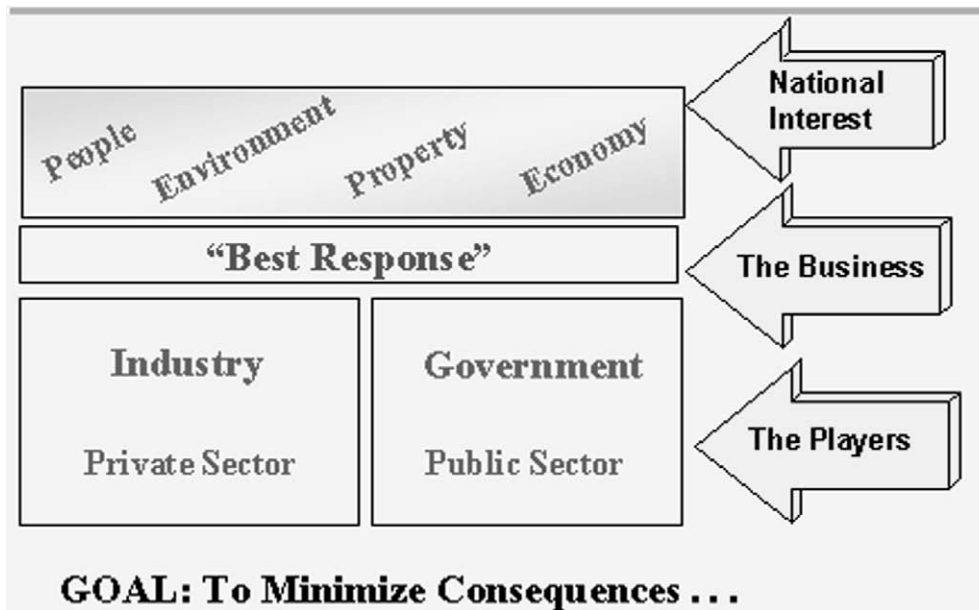 National
Interest
People Environment Property Economy
“Best Response”
The Business
Industry
Government
Private Sector
Public Sector
The Players
GOAL: To Minimize Consequences . . .